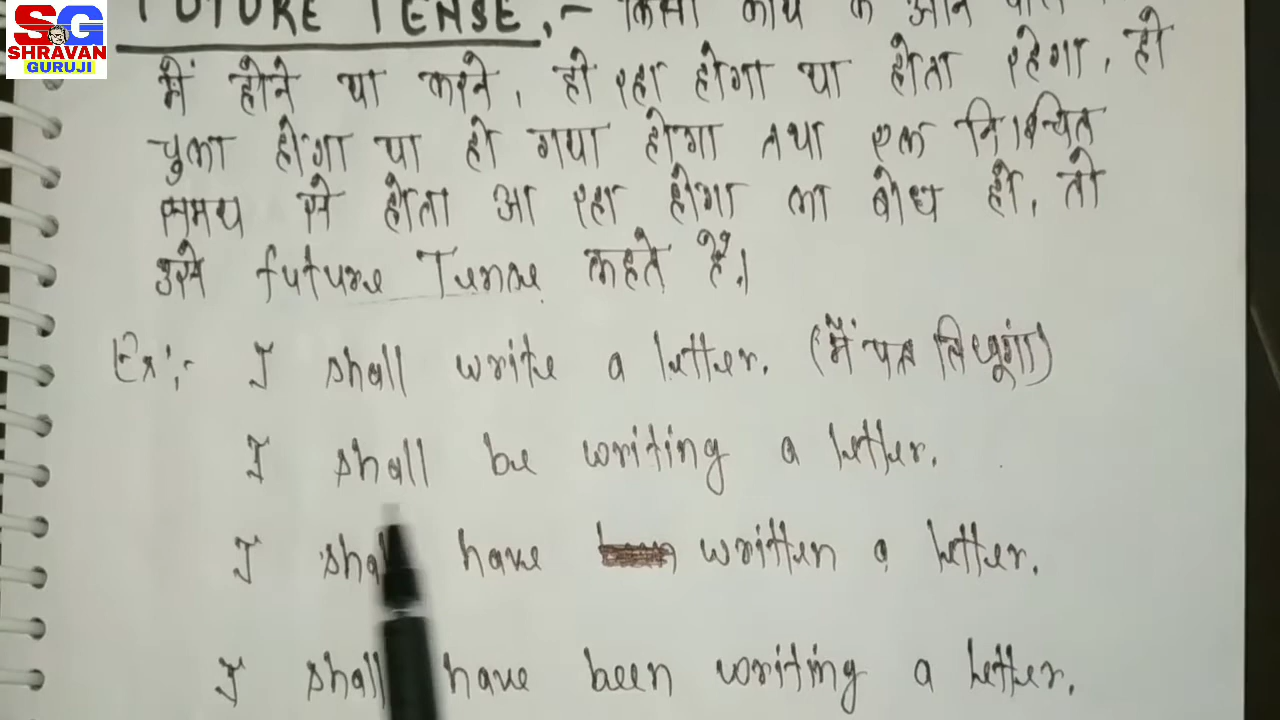 SG
SHRAVAN
GURUJI
FUTURE TENSE :- किसी कार्य के आने वाले
में होने या करने, हो रहा होगा या होता रहेगा, हो
चुका होगा या हो गया होगा तथा एक निश्चित
समय से होता आ रहा होगा का बोध हो, तो
उसे future Tense कहते हैं।
Ex:- I shall write a letter. (मैं पत्र लिखूंगा)
I shall be writing a letter.
I shall have written a letter.
I shall have been writing a letter.